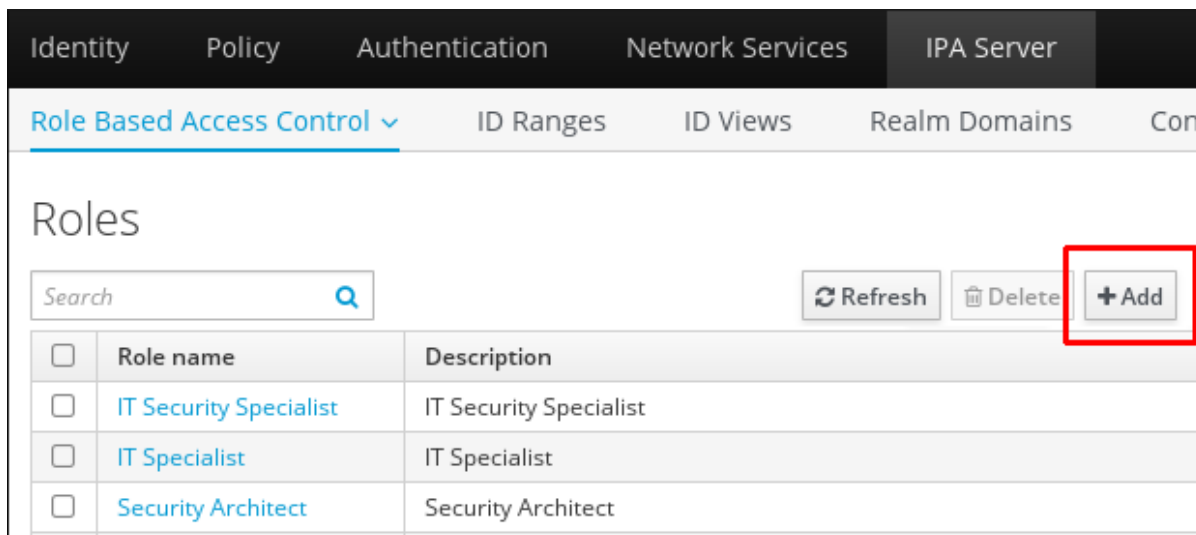 Identity Policy Authentication Network Services IPA Server
Role Based Access Control ID Ranges ID Views Realm Domains Con
Roles
Search Refresh Delete +Add
Role name Description
IT Security Specialist IT Security Specialist
IT Specialist IT Specialist
Security Architect Security Architect